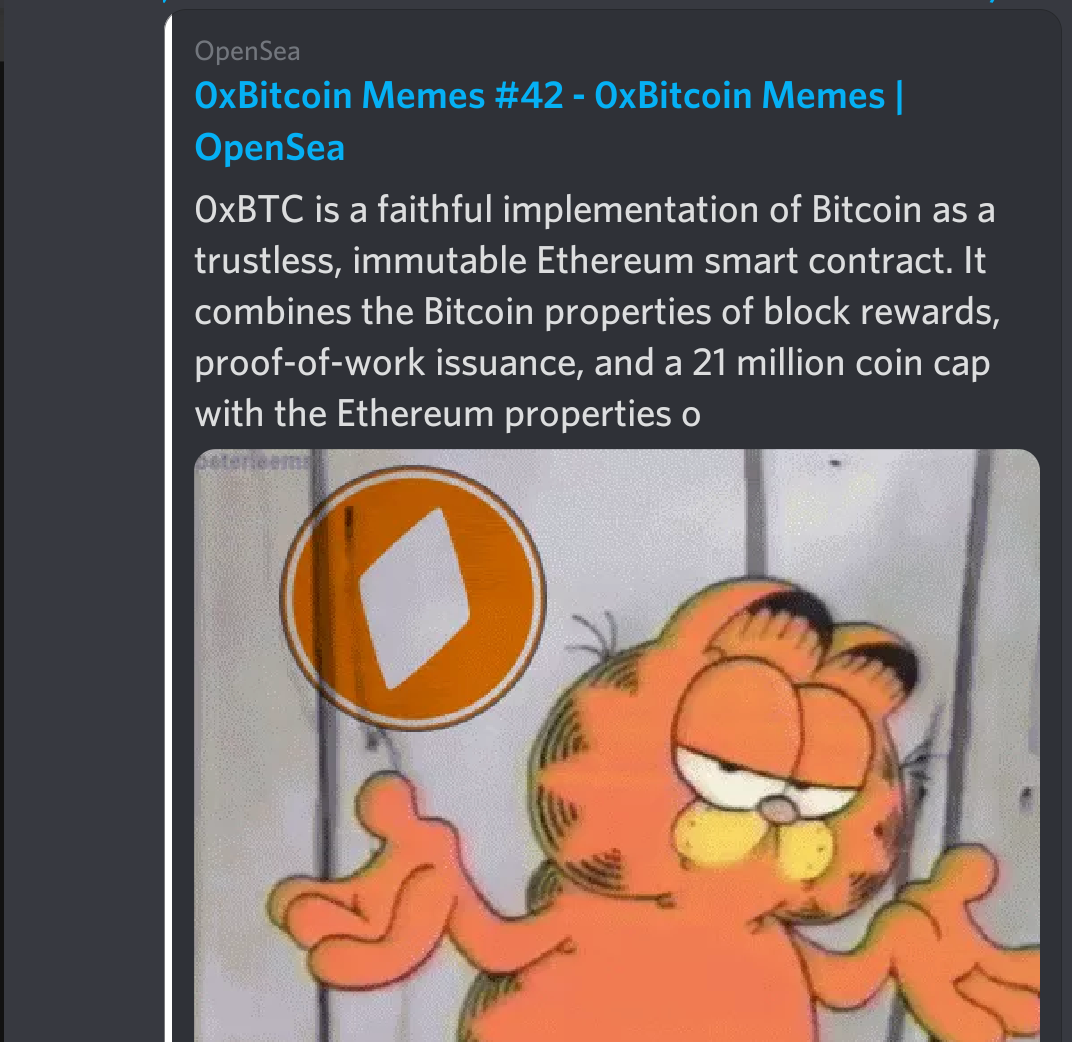 OpenSea
0xBitcoin Memes #42 - 0xBitcoin Memes |
OpenSea
0xBTC is a faithful implementation of Bitcoin as a
trustless, immutable Ethereum smart contract. It
combines the Bitcoin properties of block rewards,
proof-of-work issuance, and a 21 million coin cap
with the Ethereum properties o